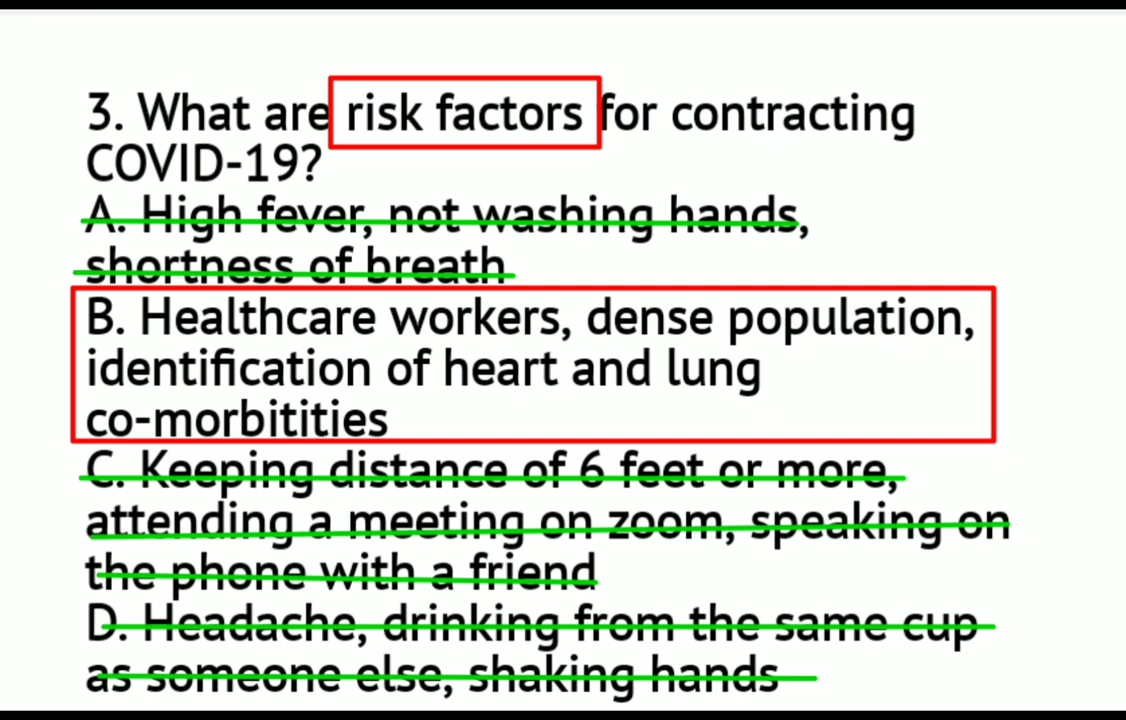 3. What are risk factors for contracting
COVID-19?
A. High fever, not washing hands,
shortness of breath
B. Healthcare workers, dense population,
identification of heart and lung
co-morbitities
C. Keeping distance of 6 feet or more,
attending a meeting on zoom, speaking on
the phone with a friend
D. Headache, drinking from the same cup
as someone else, shaking hands